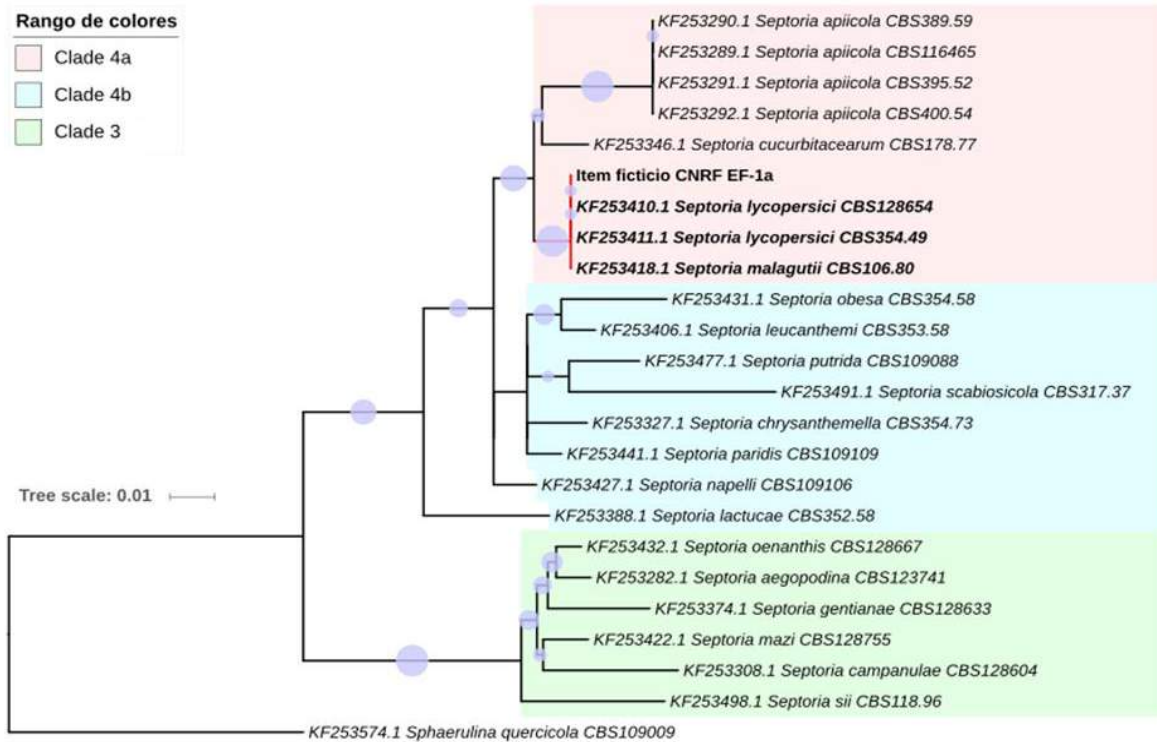 Rango de colores
Clade 4a
Clade 4b
Clade 3
KF253290.1 Septoria apiicola CBS389.59
KF253289.1 Septoria apiicola CBS116465
KF253291.1 Septoria apiicola CBS395.52
KF253292.1 Septoria apiicola CBS400.54
KF253346.1 Septoria cucurbitacearum CBS178.77
Item ficticio CNRF EF-1a
KF253410.1 Septoria lycopersici CBS128654
KF253411.1 Septoria lycopersici CBS354.49
KF253418.1 Septoria malagutii CBS106.80
KF253431.1 Septoria obesa CBS354.58
KF253406.1 Septoria leucanthemi CBS353.58
KF253477.1 Septoria putrida CBS109088
KF253491.1 Septoria scabiosicola CBS317.37
KF253327.1 Septoria chrysanthemella CBS354.73
KF253441.1 Septoria paridis CBS109109
KF253427.1 Septoria napelli CBS109106
Tree scale: 0.01
KF253388.1 Septoria lactucae CBS352.58
KF253432.1 Septoria oenanthis CBS128667
KF253282.1 Septoria aegopodina CBS123741
KF253374.1 Septoria gentianae CBS128633
KF253422.1 Septoria mazi CBS128755
KF253308.1 Septoria campanulae CBS128604
KF253498.1 Septoria sii CBS118.96
KF253574.1 Sphaerulina quercicola CBS109009